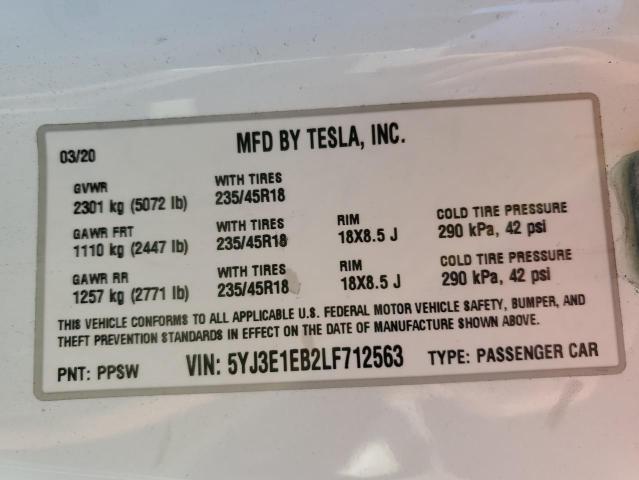 MFD BY TESLA, INC.
03/20
GVWR WITH TIRES
2301 kg (5072 lb) 235/45R18
GAWR FRT WITH TIRES RIM COLD TIRE PRESSURE
1110 kg (2447 lb) 235/45R18 18X8.5 J 290 kPa, 42 psi
GAWR RR WITH TIRES RIM COLD TIRE PRESSURE
1257 kg (2771 lb) 235/45R18 18X8.5 J 290 kPa, 42 psi
THIS VEHICLE CONFORMS TO ALL APPLICABLE U.S. FEDERAL MOTOR VEHICLE SAFETY, BUMPER, AND
THEFT PREVENTION STANDARDS IN EFFECT ON THE DATE OF MANUFACTURE SHOWN ABOVE.
PNT: PPSW VIN: 5YJ3E1EB2LF712563 TYPE: PASSENGER CAR